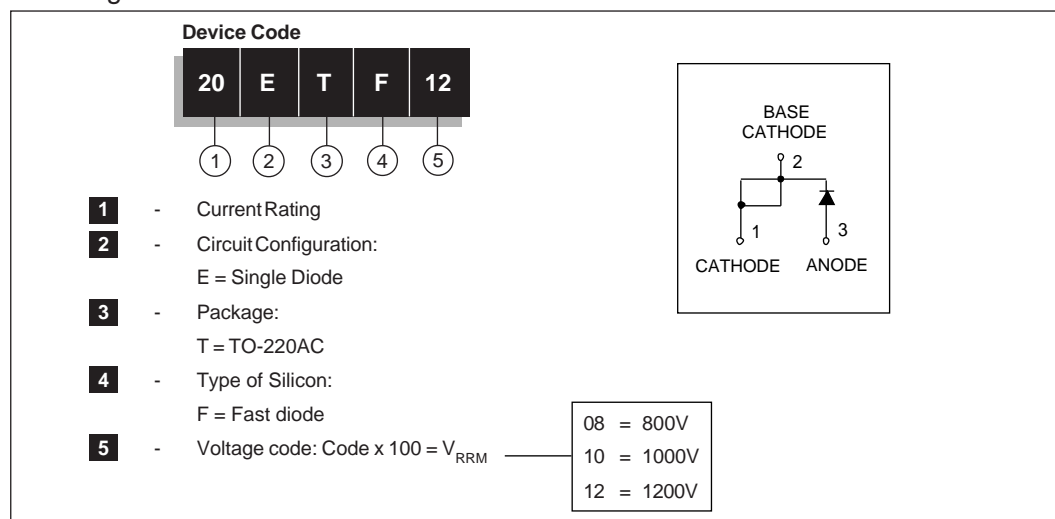 Device Code
20 E T F 12
1 2 3 4 5
1 - Current Rating
2 - Circuit Configuration:
E = Single Diode
3 - Package:
T = TO-220AC
4 - Type of Silicon:
F = Fast diode
5 - Voltage code: Code x 100 = VRRM
08 = 800V
10 = 1000V
12 = 1200V
BASE
CATHODE
2
1 3
CATHODE ANODE